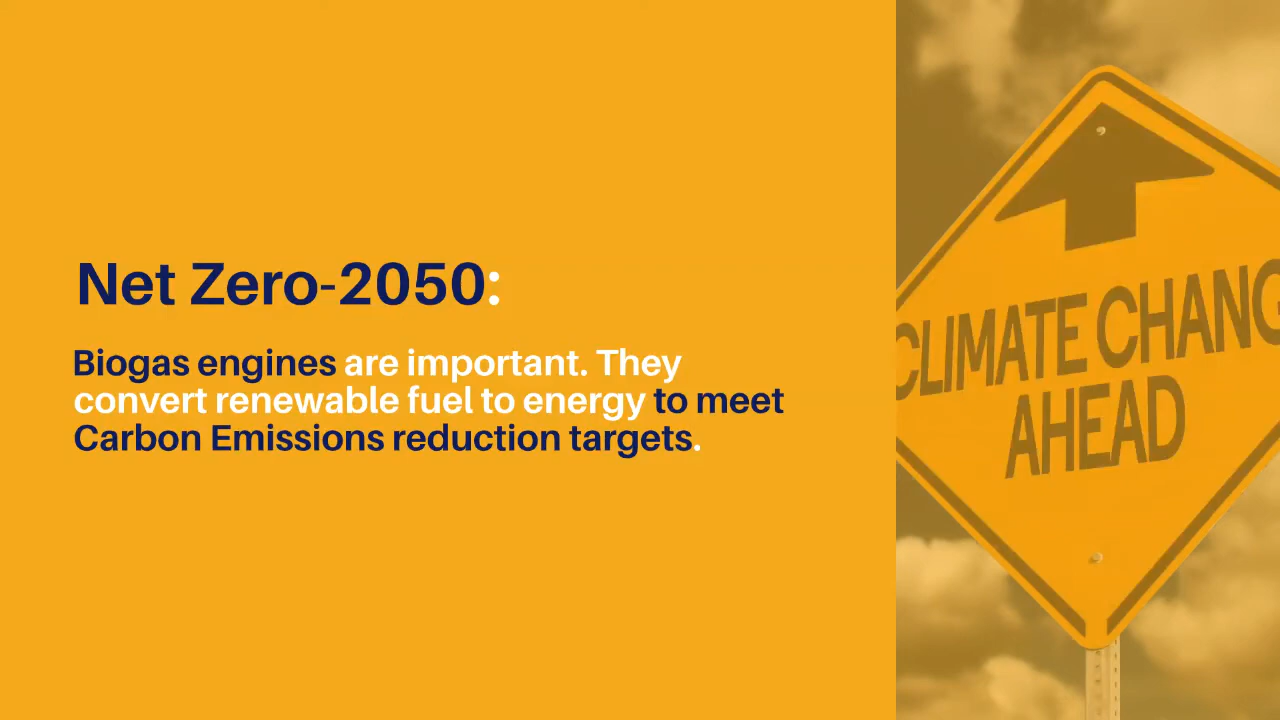 Net Zero-2050:
Biogas engines are important. They
convert renewable fuel to energy to meet
Carbon Emissions reduction targets.
CLIMATE CHANG
AHEAD